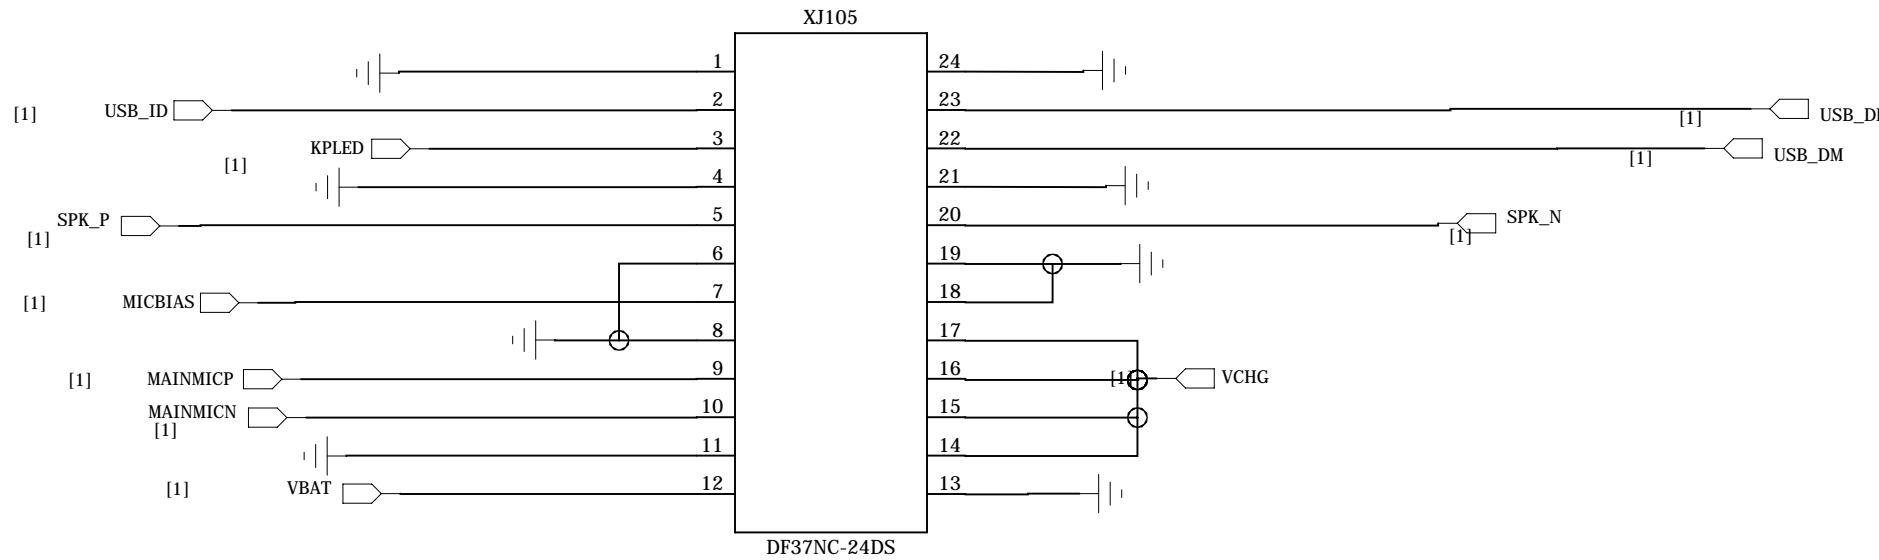 XJ105
1 24
[1] USB_ID 2 23 [1]
KPLED 3 22 [1] USB_DM
[1] 4 21
SPK_P 5 20 SPK_N
[1] [1]
6 19
[1] MICBIAS 7 18
8 17
[1] MAINMICP 9 16 [1] VCHG
MAINMICN 10 15
[1]
11 14
[1] VBAT 12 13
DF37NC-24DS